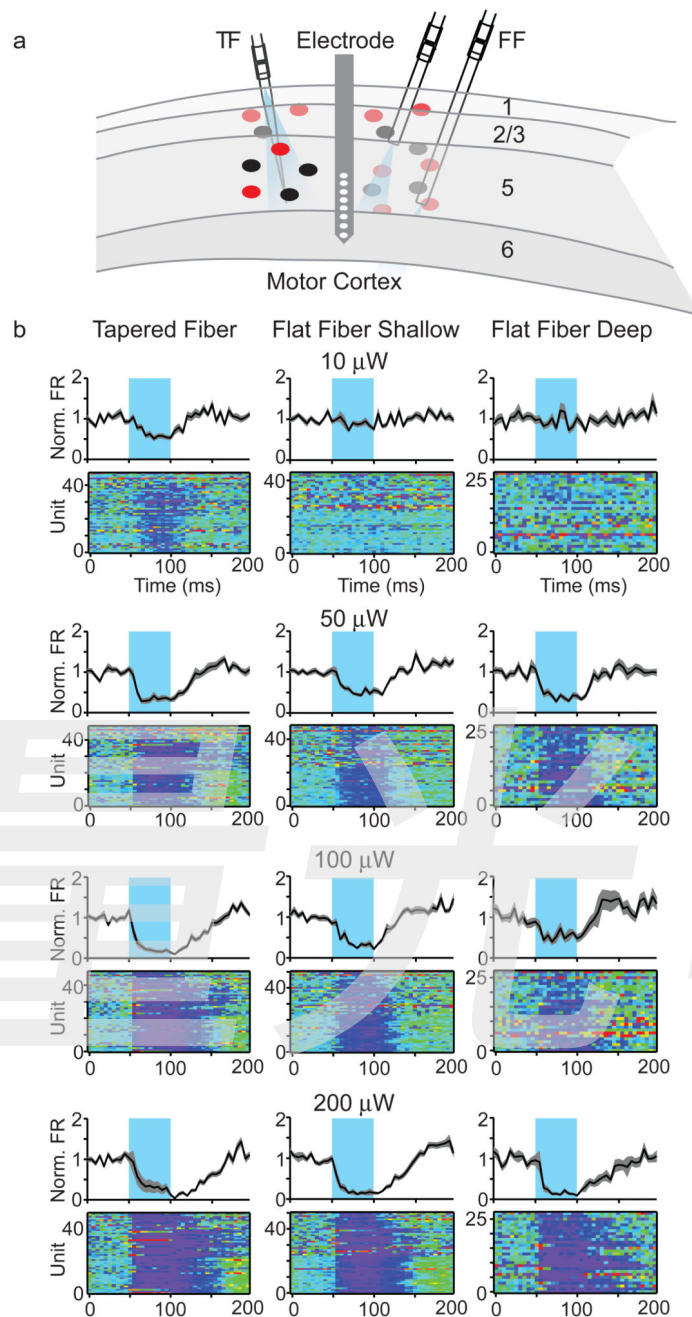 a
TF Electrode FF
1
2/3
5
6
Motor Cortex
b
Tapered Fiber Flat Fiber Shallow Flat Fiber Deep
10 μW
Norm. FR
2
1
0
2
1
0
2
1
0
Unit
40
0
40
0
25
0
0 100 200 0 100 200 0 100 200
Time (ms) Time (ms) Time (ms)
50 μW
Norm. FR
2
1
0
2
1
0
2
1
0
Unit
40
0
40
0
25
0
0 100 200 0 100 200 0 100 200
100 μW
Norm. FR
2
1
0
2
1
0
2
1
0
Unit
40
0
40
0
25
0
0 100 200 0 100 200 0 100 200
200 μW
Norm. FR
2
1
0
2
1
0
2
1
0
Unit
40
0
40
0
25
0
0 100 200 0 100 200 0 100 200
光